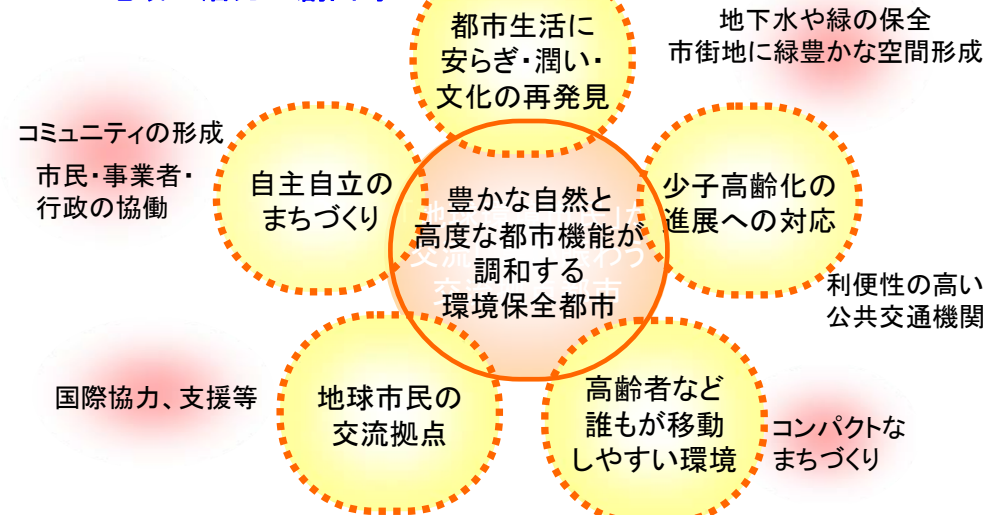 都市生活に
安らぎ・潤い・
文化の再発見
地下水や緑の保全
市街地に緑豊かな空間形成
コミュニティの形成
市民・事業者・
行政の協働
自主自立の
まちづくり
豊かな自然と
高度な都市機能が
調和する
環境保全都市
少子高齢化の
進展への対応
利便性の高い
公共交通機関
国際協力、支援等
地球市民の
交流拠点
高齢者など
誰もが移動
しやすい環境
コンパクトな
まちづくり